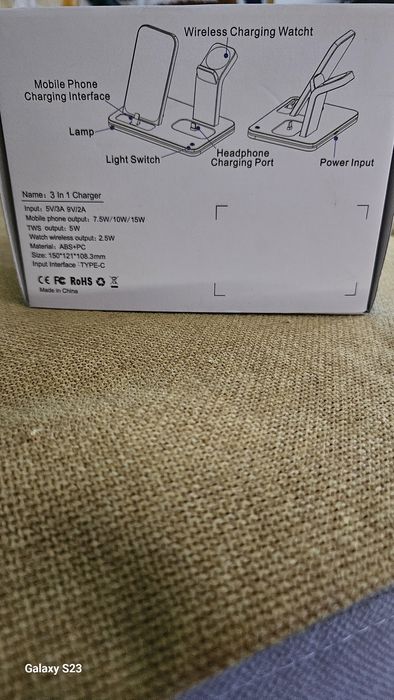 Wireless Charging Watcht
Mobile Phone
Charging Interface
Lamp
Light Switch
Headphone
Charging Port
Power Input
Name: 3 In 1 Charger
Input: 5V/3A 9V/2A
Mobile phone output: 7.5W/10W/15W
TWS output: 5W
Watch wireless output: 2.5W
Material: ABS+PC
Size: 150*121*108.3mm
Input Interface :TYPE-C
CE FC RoHS
Made in China
Galaxy S23